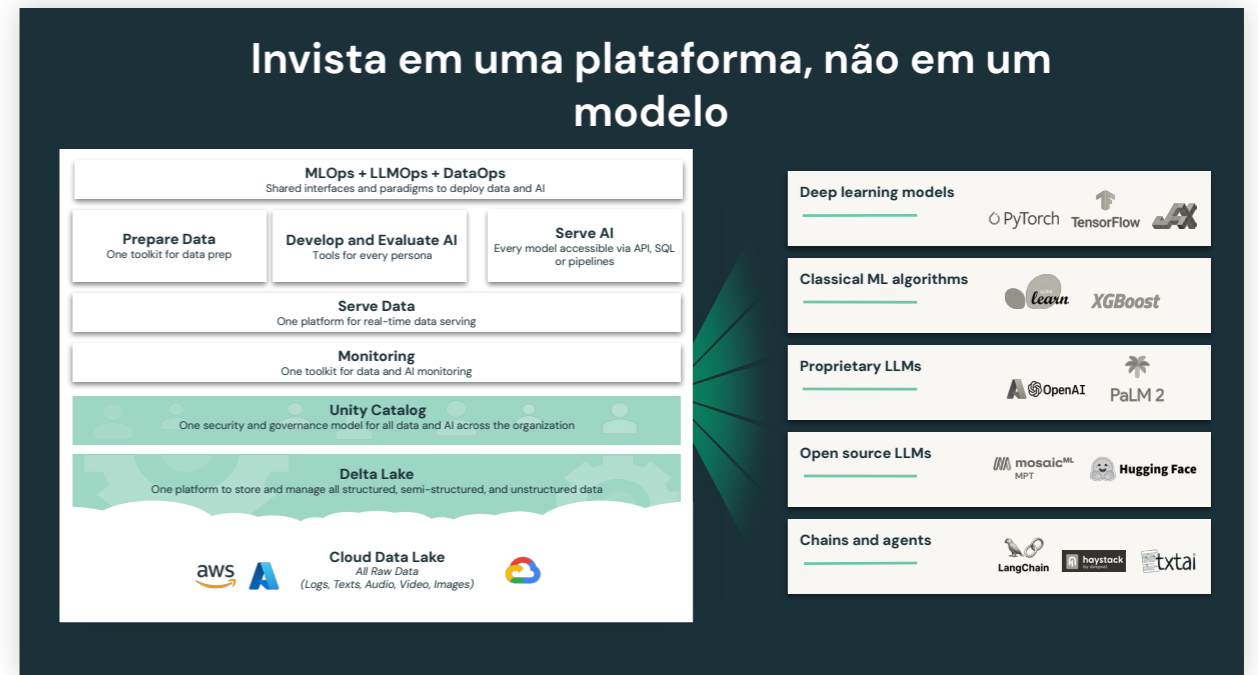 Invista em uma plataforma, não em um
modelo
MLOps + LLMOps + DataOps
Shared interfaces and paradigms to deploy data and AI
Prepare Data
One toolkit for data prep
Develop and Evaluate AI
Tools for every persona
Serve AI
Every model accessible via API, SQL
or pipelines
Serve Data
One platform for real-time data serving
Monitoring
One toolkit for data and AI monitoring
Unity Catalog
One security and governance model for all data and AI across the organization
Delta Lake
One platform to store and manage all structured, semi-structured, and unstructured data
aws
Cloud Data Lake
All Raw Data
(Logs, Texts, Audio, Video, Images)
Deep learning models
PyTorch
TensorFlow
JAX
Classical ML algorithms
learn
XGBoost
Proprietary LLMs
OpenAI
PaLM 2
Open source LLMs
mosaicML
MPT
Hugging Face
Chains and agents
LangChain
haystack
txtai